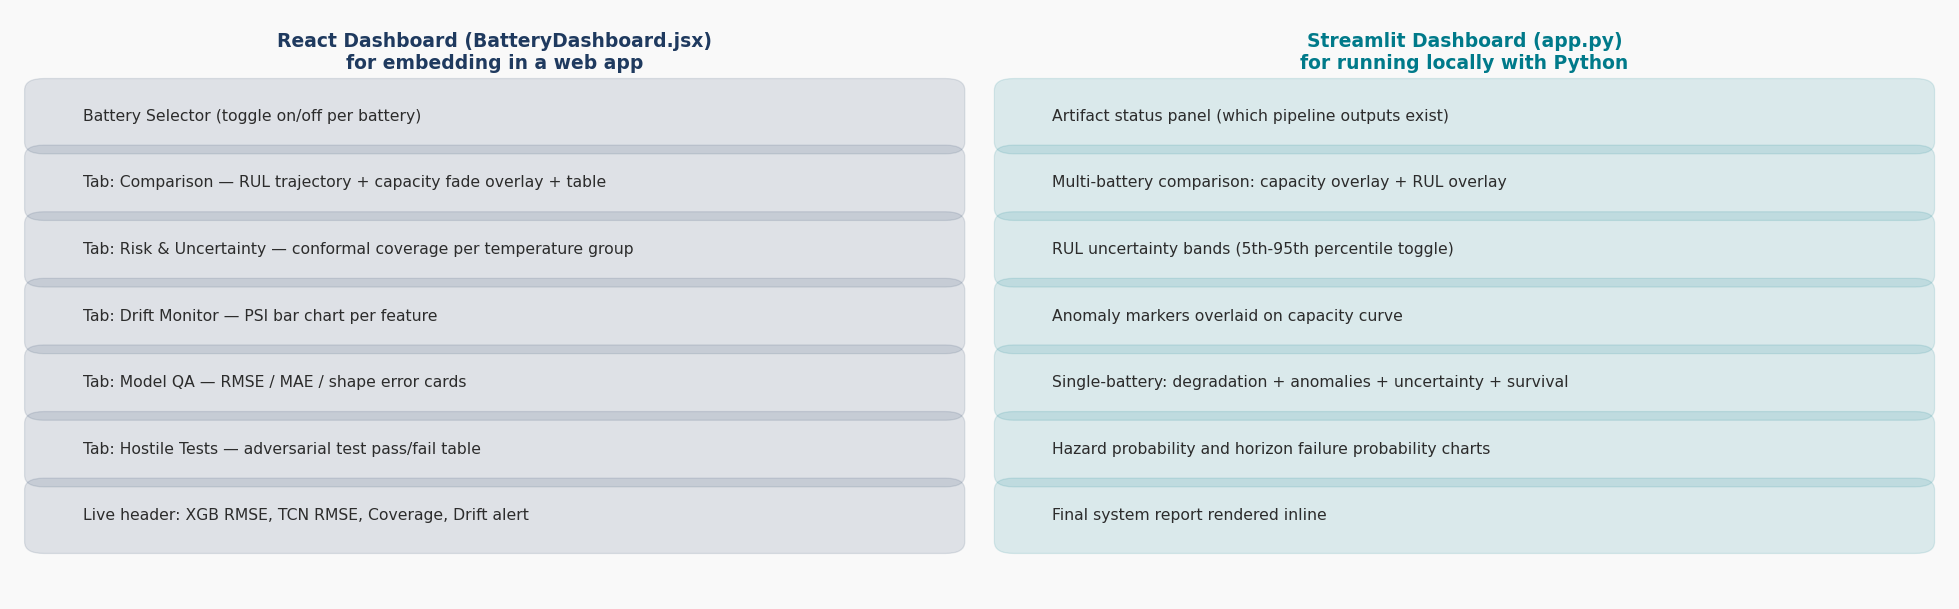 React Dashboard (BatteryDashboard.jsx)
for embedding in a web app
Battery Selector (toggle on/off per battery)
Tab: Comparison — RUL trajectory + capacity fade overlay + table
Tab: Risk & Uncertainty — conformal coverage per temperature group
Tab: Drift Monitor — PSI bar chart per feature
Tab: Model QA — RMSE / MAE / shape error cards
Tab: Hostile Tests — adversarial test pass/fail table
Live header: XGB RMSE, TCN RMSE, Coverage, Drift alert
Streamlit Dashboard (app.py)
for running locally with Python
Artifact status panel (which pipeline outputs exist)
Multi-battery comparison: capacity overlay + RUL overlay
RUL uncertainty bands (5th-95th percentile toggle)
Anomaly markers overlaid on capacity curve
Single-battery: degradation + anomalies + uncertainty + survival
Hazard probability and horizon failure probability charts
Final system report rendered inline